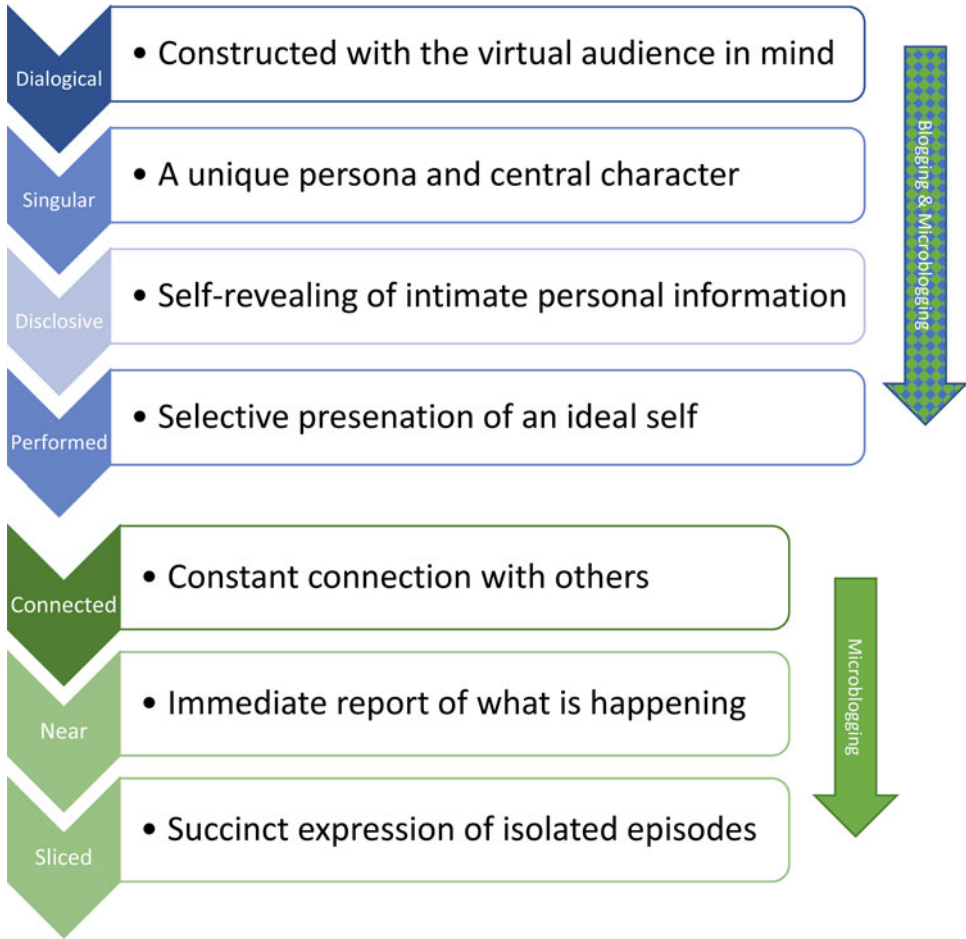 Dialogical
• Constructed with the virtual audience in mind
Singular
• A unique persona and central character
Disclosive
• Self-revealing of intimate personal information
Performed
• Selective presenation of an ideal self
Blogging & Microblogging
Connected
• Constant connection with others
Near
• Immediate report of what is happening
Sliced
• Succinct expression of isolated episodes
Microblogging